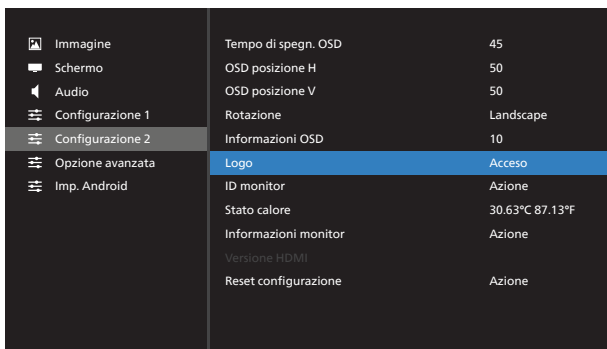 Immagine
Schermo
Audio
Configurazione 1
Configurazione 2
Opzione avanzata
Imp. Android
Tempo di spegn. OSD 45
OSD posizione H 50
OSD posizione V 50
Rotazione Landscape
Informazioni OSD 10
Logo Acceso
ID monitor Azione
Stato calore 30.63°C 87.13°F
Informazioni monitor Azione
Versione HDMI
Reset configurazione Azione